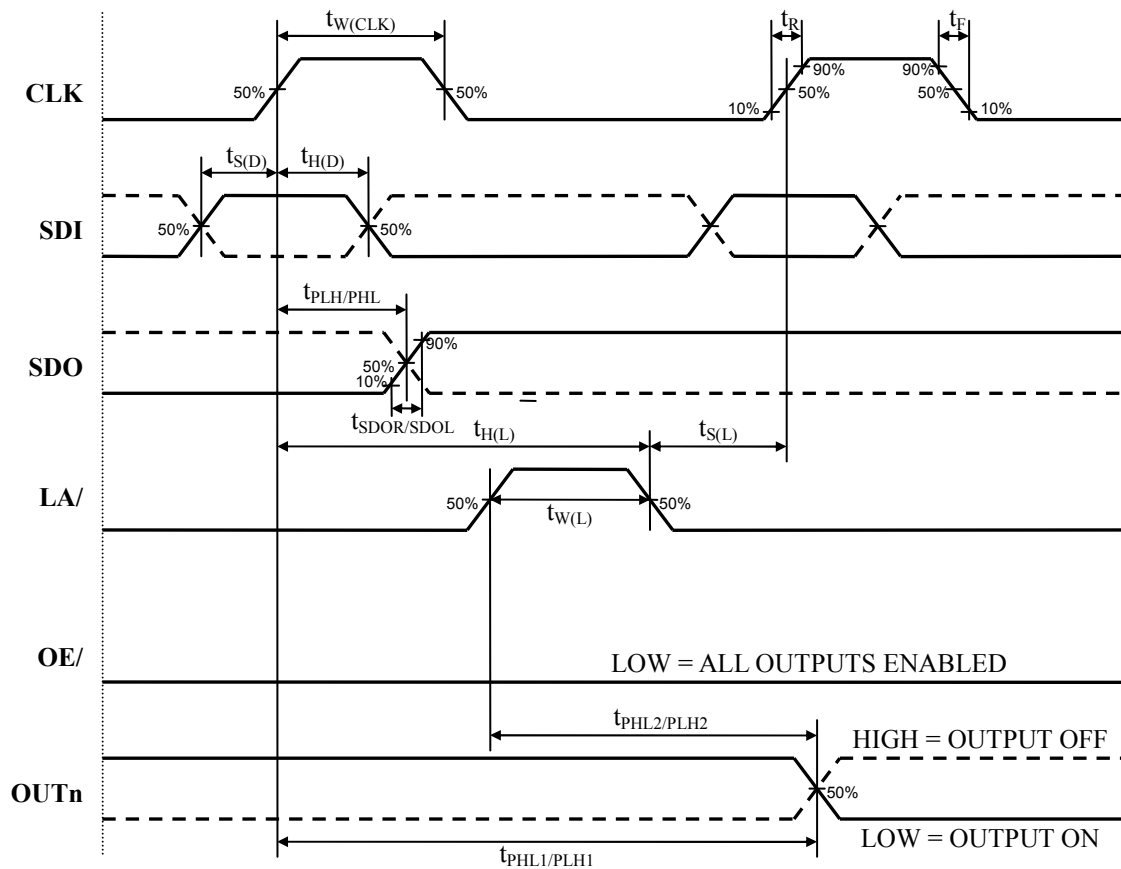 tW(CLK)
tR
tF
CLK
50%
50%
90%
50%
10%
90%
50%
10%
tS(D)
tH(D)
SDI
50%
50%
tPLH/PHL
SDO
90%
50%
10%
tSDOR/SDOL
tH(L)
tS(L)
LA/
50%
50%
tW(L)
OE/
LOW = ALL OUTPUTS ENABLED
tPHL2/PLH2
HIGH = OUTPUT OFF
OUTn
50%
LOW = OUTPUT ON
tPHL1/PLH1